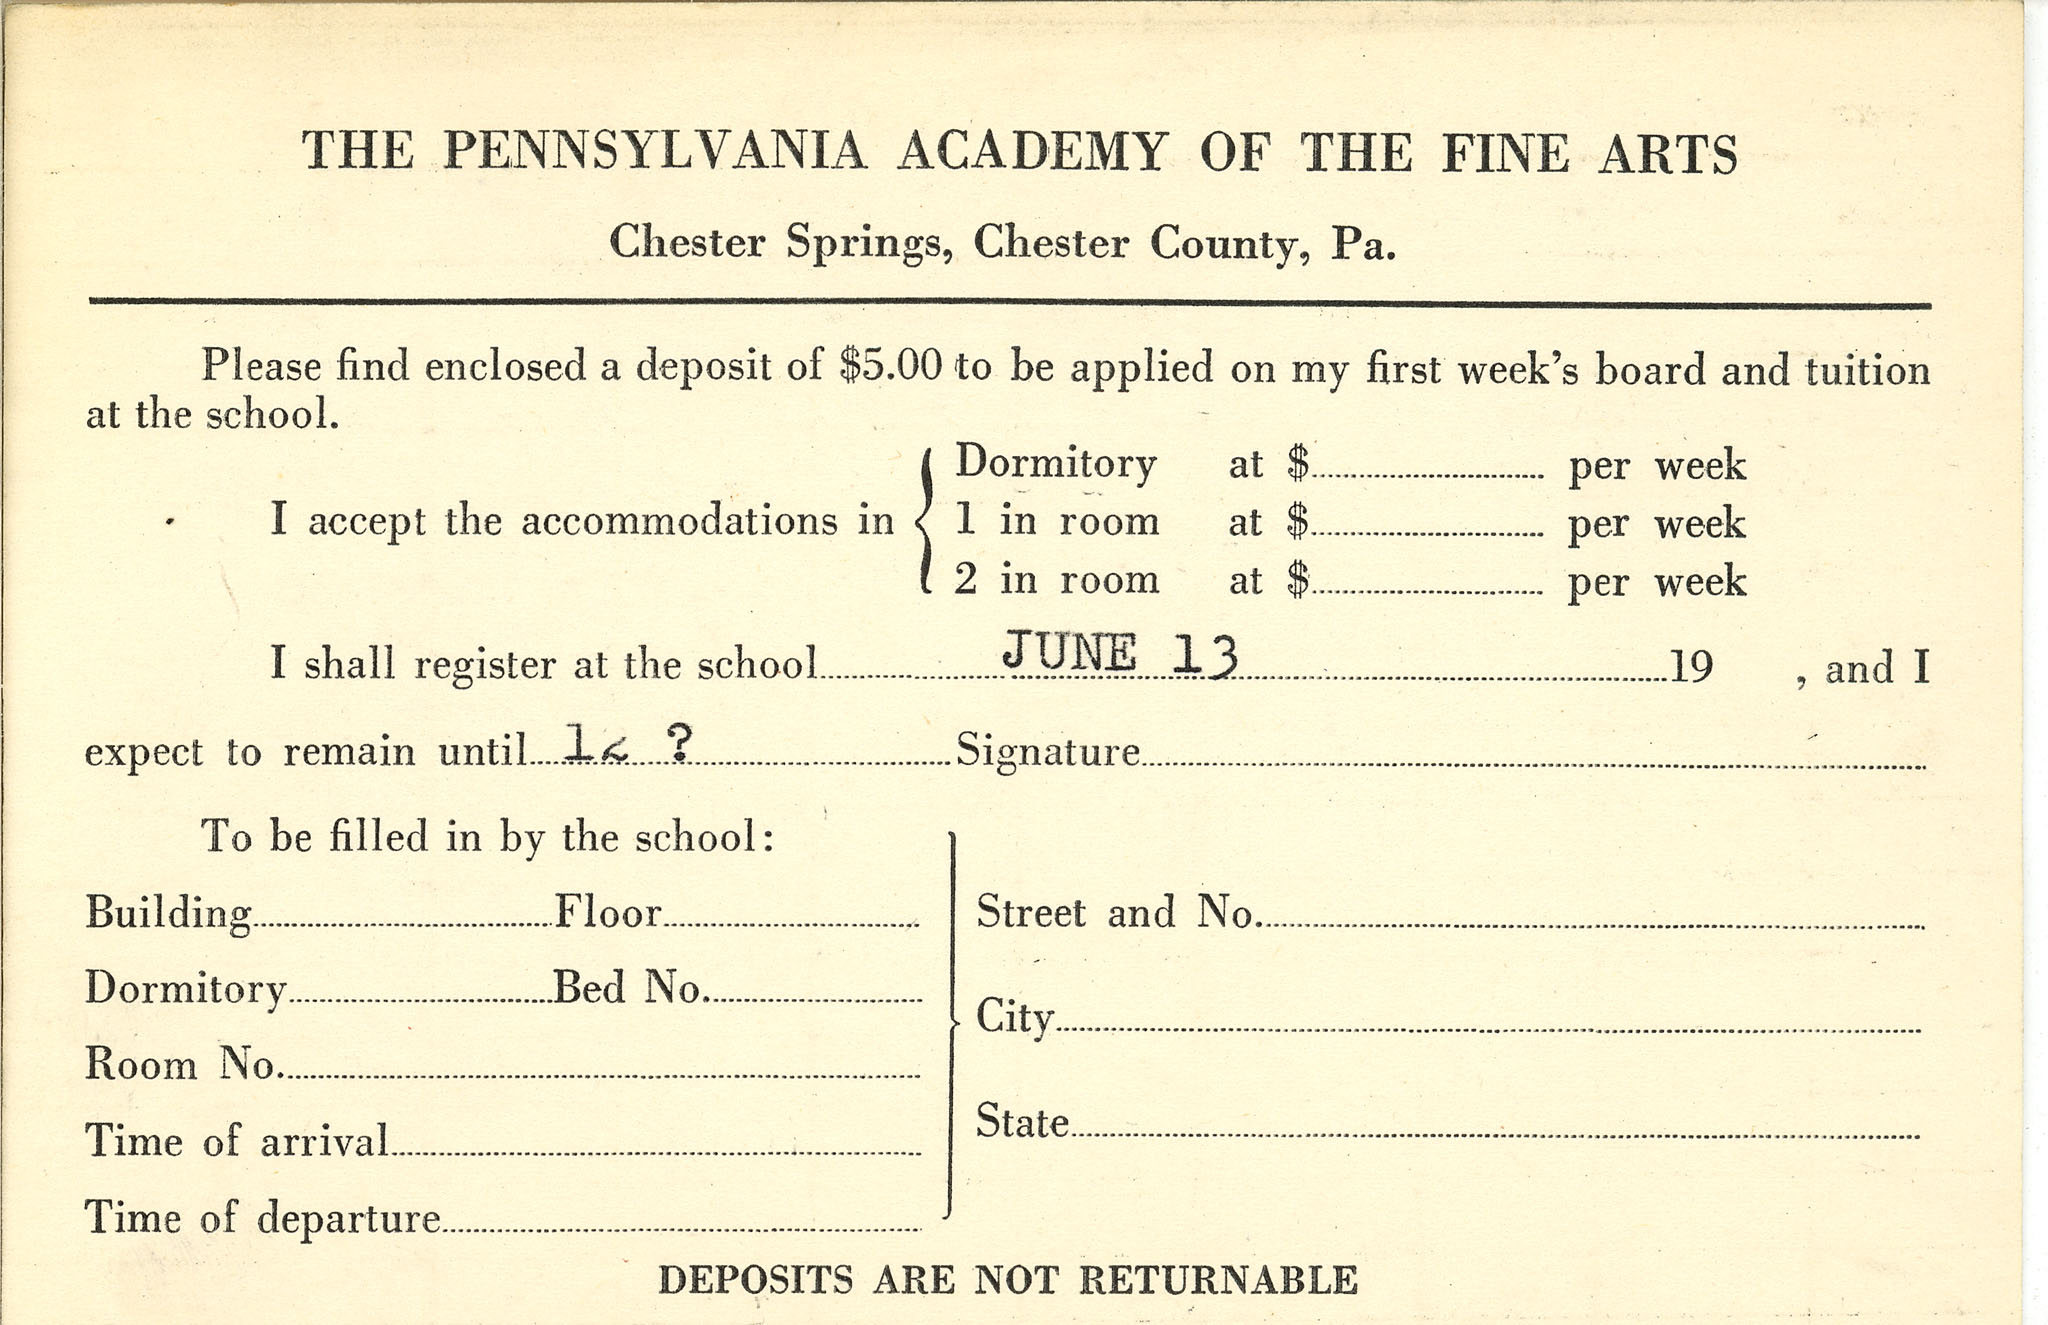 THE PENNSYLVANIA ACADEMY OF THE FINE ARTS
Chester Springs, Chester County, Pa.
Please find enclosed a deposit of $5.00 to be applied on my first week's board and tuition
at the school.
I accept the accommodations in
Dormitory at $ per week
1 in room at $ per week
2 in room at $ per week
I shall register at the school JUNE 13 19 , and I
expect to remain until ? Signature
To be filled in by the school:
Building Floor
Dormitory Bed No.
Room No.
Time of arrival
Time of departure
Street and No.
City
State
DEPOSITS ARE NOT RETURNABLE